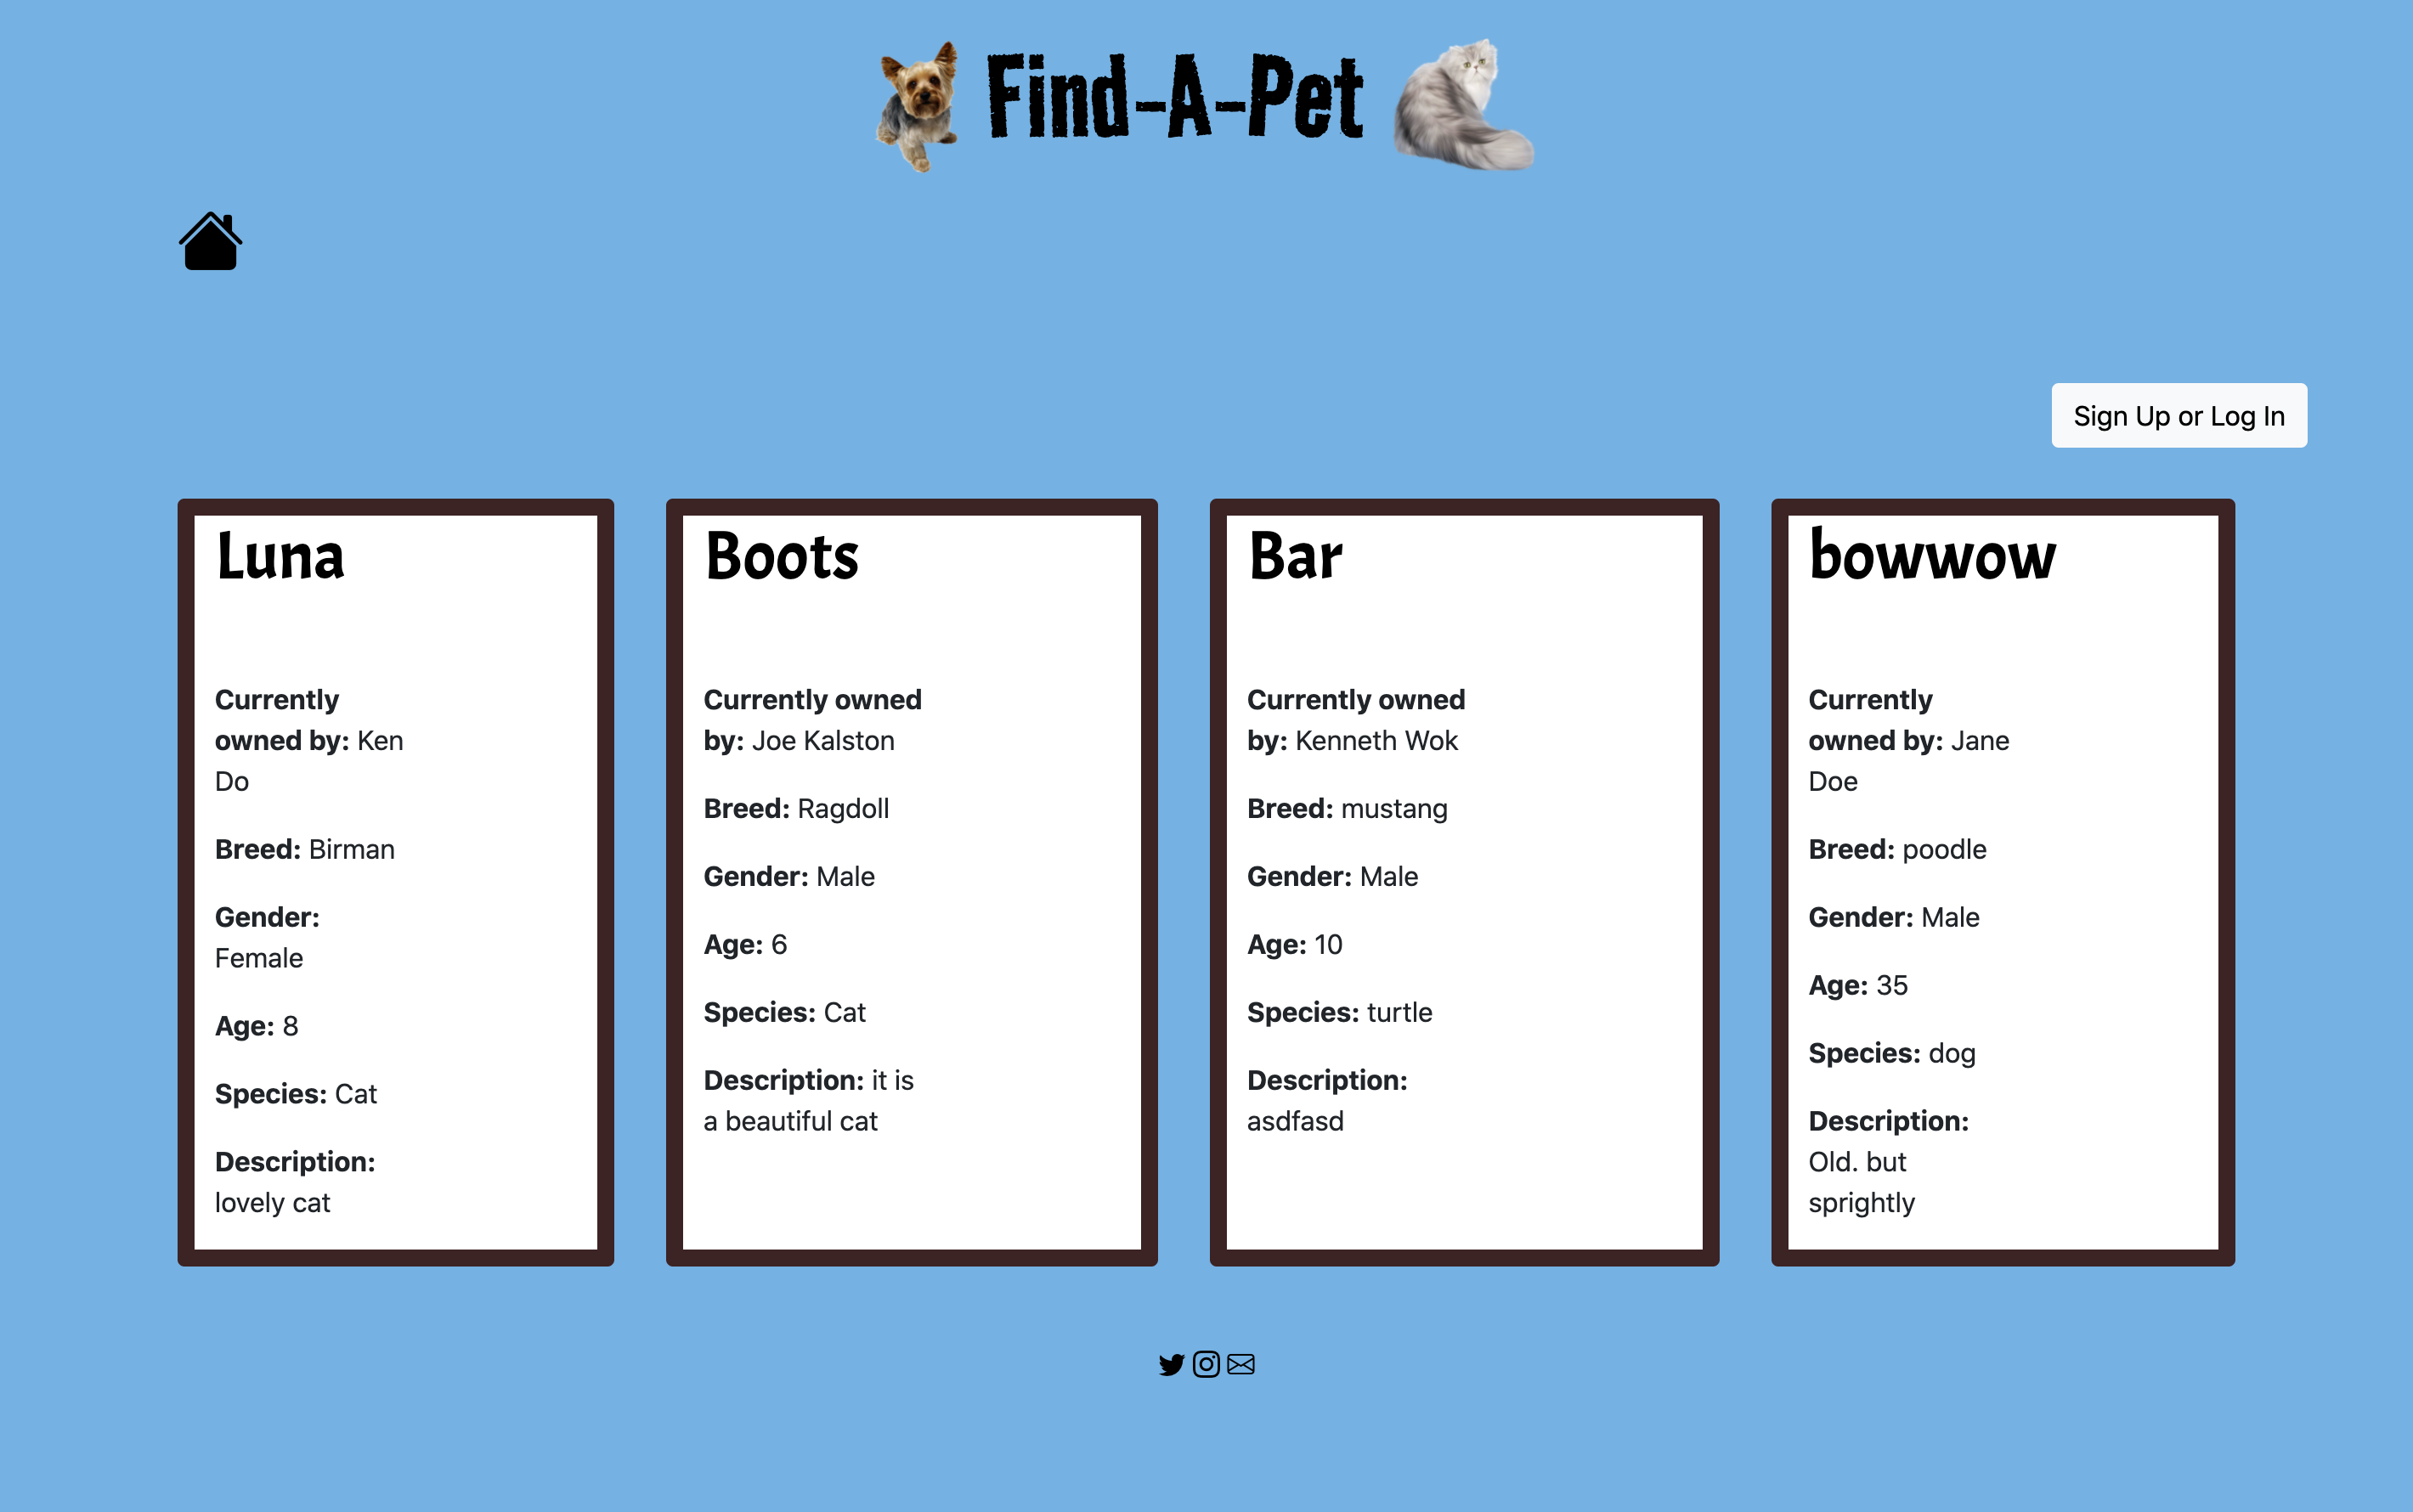 Find-A-Pet
Sign Up or Log In
Luna
Currently
owned by: Ken
Do
Breed: Birman
Gender:
Female
Age: 8
Species: Cat
Description:
lovely cat
Boots
Currently owned
by: Joe Kalston
Breed: Ragdoll
Gender: Male
Age: 6
Species: Cat
Description: it is
a beautiful cat
Bar
Currently owned
by: Kenneth Wok
Breed: mustang
Gender: Male
Age: 10
Species: turtle
Description:
asdfasd
bowwow
Currently
owned by: Jane
Doe
Breed: poodle
Gender: Male
Age: 35
Species: dog
Description:
Old. but
sprightly